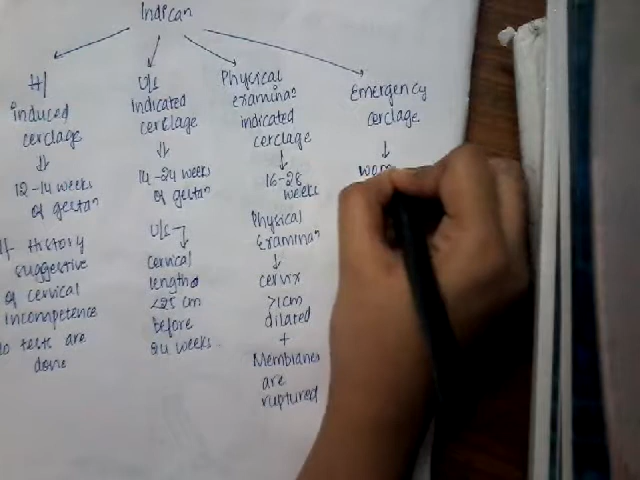 Indican
H/
induced
cerclage
12-14 weeks
of gestan
H/- History
suggestive
of cervical
incompetence
no tests are
done
U/s
Indicated
cerclage
14-24 weeks
of gestan
U/s
Cervical
length
<25 cm
before
24 weeks.
Physical
examinan
indicated
cerclage
16-28
weeks
Physical
Examinan
cervix
>1cm
dilated
+
Membranes
are
ruptured
Emergency
cerclage
wom